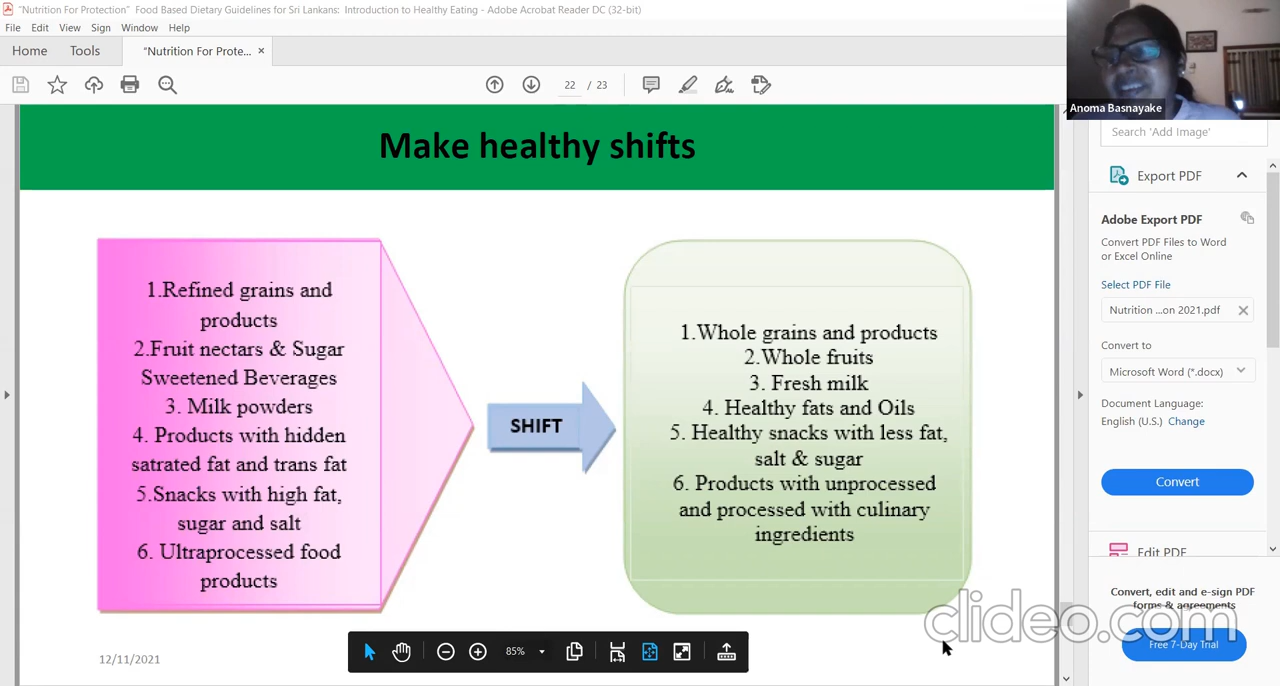 "Nutrition For Protection" Food Based Dietary Guidelines for Sri Lankans: Introduction to Healthy Eating - Adobe Acrobat Reader DC (32-bit)
File Edit View Sign Window Help
Home Tools "Nutrition For Prote... ×
22 / 23
Anoma Basnayake
Make healthy shifts
1.Refined grains and
products
2.Fruit nectars & Sugar
Sweetened Beverages
3. Milk powders
4. Products with hidden
satrated fat and trans fat
5.Snacks with high fat,
sugar and salt
6. Ultraprocessed food
products
SHIFT
1.Whole grains and products
2.Whole fruits
3. Fresh milk
4. Healthy fats and Oils
5. Healthy snacks with less fat,
salt & sugar
6. Products with unprocessed
and processed with culinary
ingredients
12/11/2021
85%
Search 'Add Image'
Export PDF
Adobe Export PDF
Convert PDF Files to Word
or Excel Online
Select PDF File
Nutrition ...on 2021.pdf
Convert to
Microsoft Word (*.docx)
Document Language:
English (U.S.) Change
Convert
Edit PDF
Convert, edit and e-sign PDF
forms & agreements
Free 7-Day Trial
clideo.com